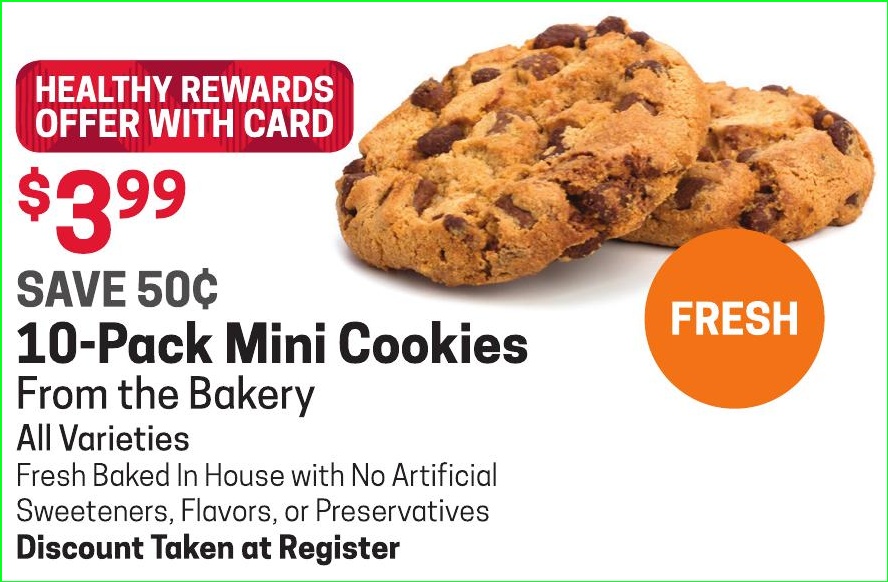 HEALTHY REWARDS
OFFER WITH CARD
$3.99
SAVE 50¢
10-Pack Mini Cookies
From the Bakery
All Varieties
Fresh Baked In House with No Artificial
Sweeteners, Flavors, or Preservatives
Discount Taken at Register
FRESH